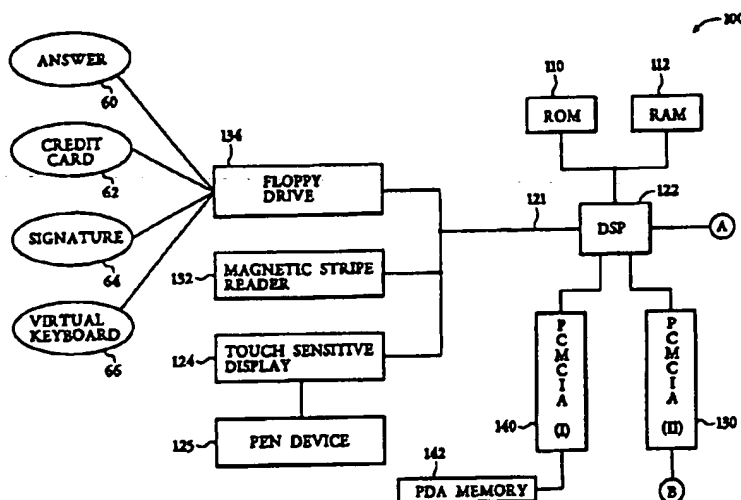 100
ANSWER
60
CREDIT
CARD
62
SIGNATURE
64
VIRTUAL
KEYBOARD
66
134
FLOPPY
DRIVE
132
MAGNETIC STRIPE
READER
124
TOUCH SENSITIVE
DISPLAY
125
PEN DEVICE
110
ROM
112
RAM
121
122
DSP
A
PCMCIA
(I)
140
PCMCIA
(II)
130
142
PDA MEMORY
B